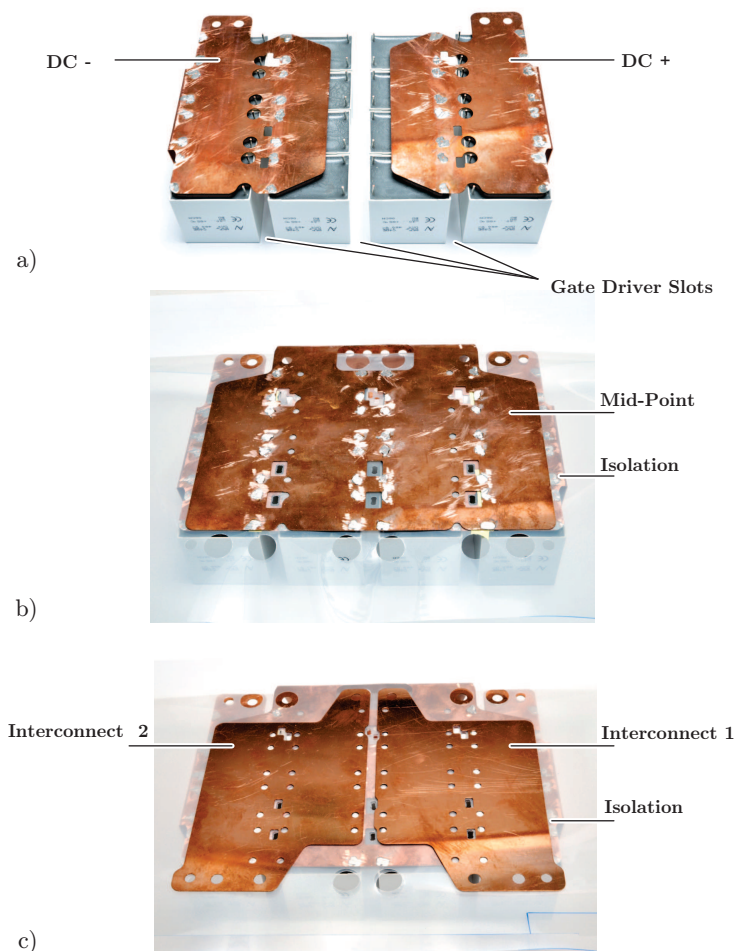 DC -
DC +
a)
Gate Driver Slots
Mid-Point
Isolation
b)
Interconnect 2
Interconnect 1
Isolation
c)